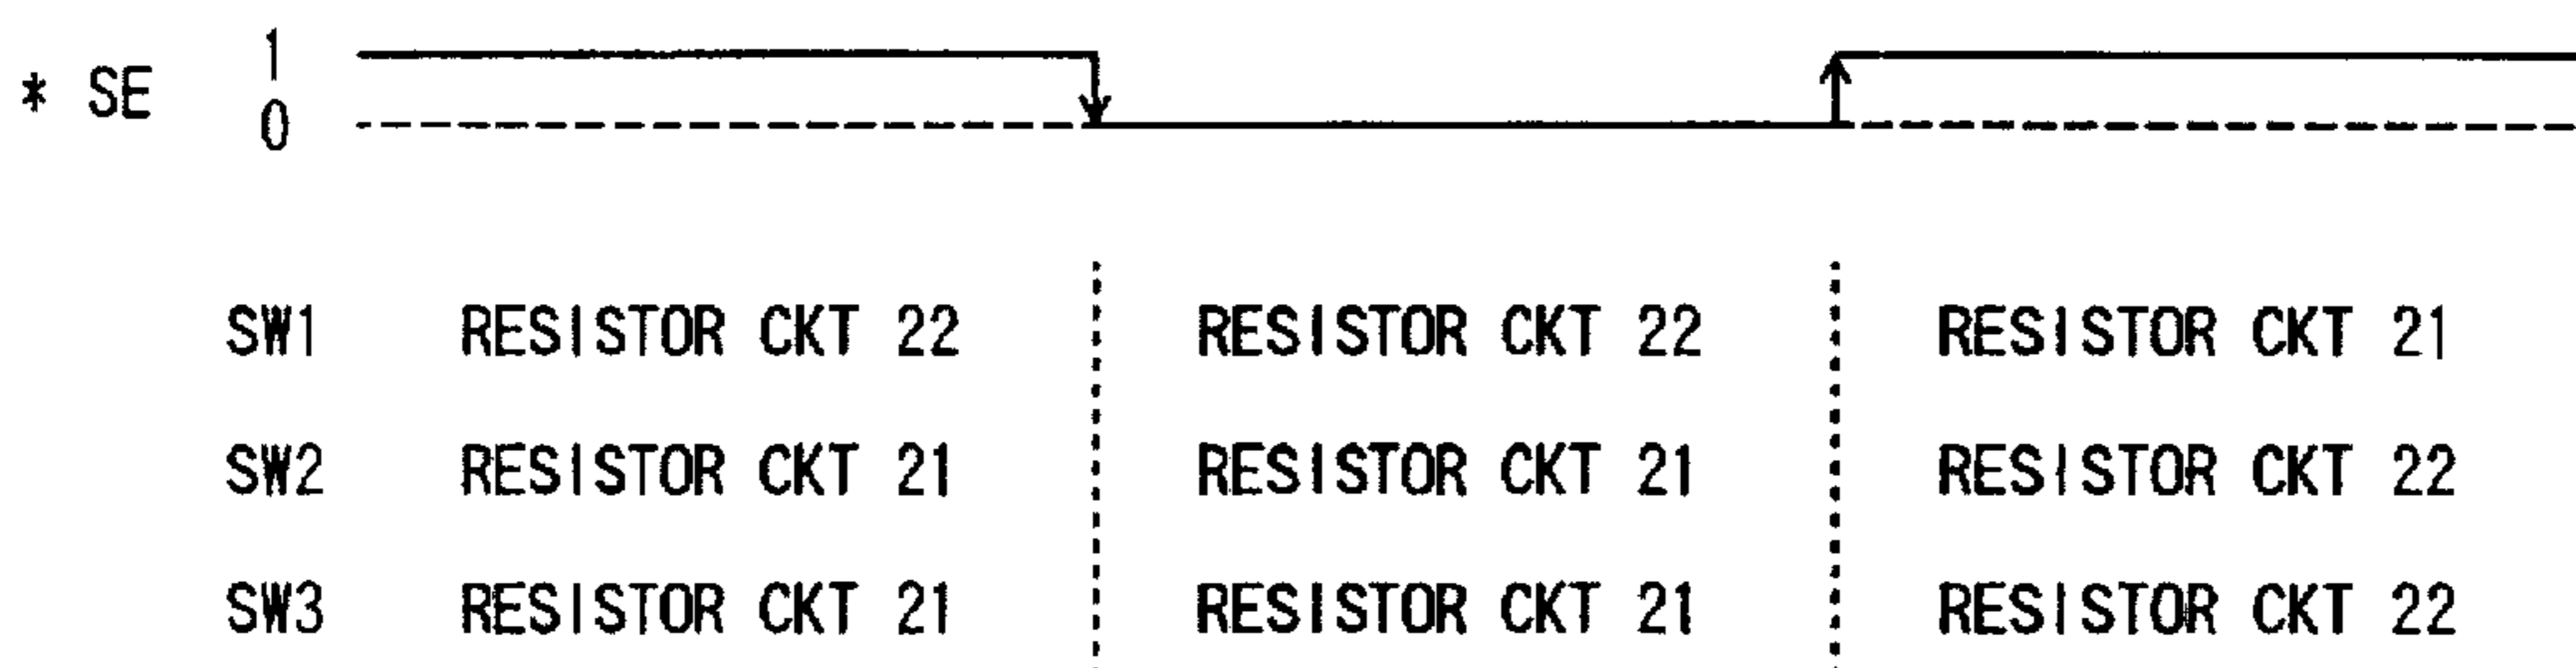 * SE 1
0
SW1 RESISTOR CKT 22 RESISTOR CKT 22 RESISTOR CKT 21
SW2 RESISTOR CKT 21 RESISTOR CKT 21 RESISTOR CKT 22
SW3 RESISTOR CKT 21 RESISTOR CKT 21 RESISTOR CKT 22